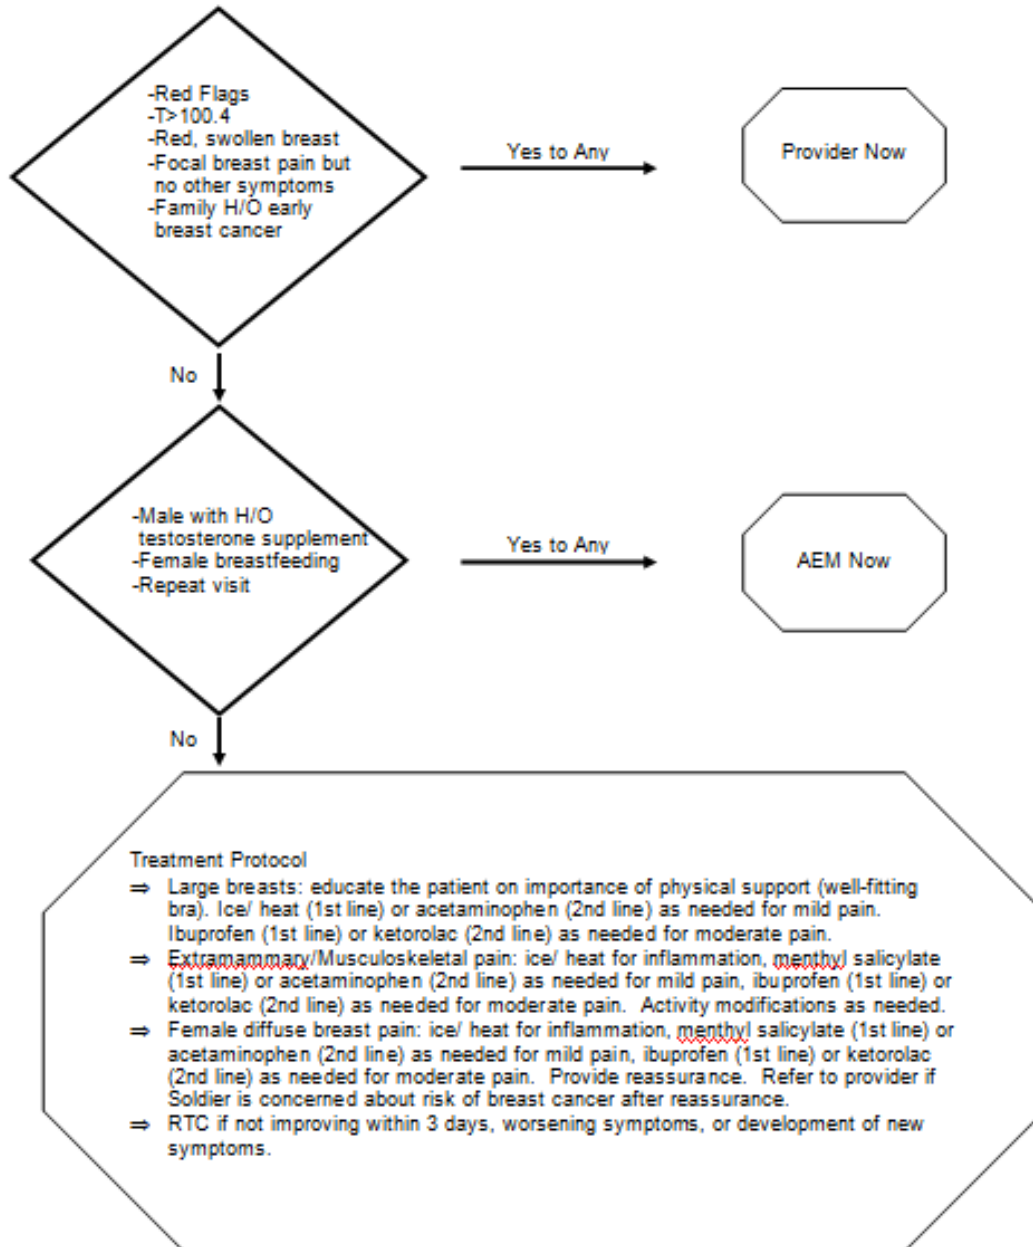 -Red Flags
-T>100.4
-Red, swollen breast
-Focal breast pain but
no other symptoms
-Family H/O early
breast cancer
Yes to Any
Provider Now
No
-Male with H/O
testosterone supplement
-Female breastfeeding
-Repeat visit
Yes to Any
AEM Now
No
Treatment Protocol
⇒ Large breasts: educate the patient on importance of physical support (well-fitting
bra). Ice/ heat (1st line) or acetaminophen (2nd line) as needed for mild pain.
Ibuprofen (1st line) or ketorolac (2nd line) as needed for moderate pain.
⇒ Extramammary/Musculoskeletal pain: ice/ heat for inflammation, menthyl salicylate
(1st line) or acetaminophen (2nd line) as needed for mild pain, ibuprofen (1st line) or
ketorolac (2nd line) as needed for moderate pain. Activity modifications as needed.
⇒ Female diffuse breast pain: ice/ heat for inflammation, menthyl salicylate (1st line) or
acetaminophen (2nd line) as needed for mild pain, ibuprofen (1st line) or ketorolac
(2nd line) as needed for moderate pain. Provide reassurance. Refer to provider if
Soldier is concerned about risk of breast cancer after reassurance.
⇒ RTC if not improving within 3 days, worsening symptoms, or development of new
symptoms.